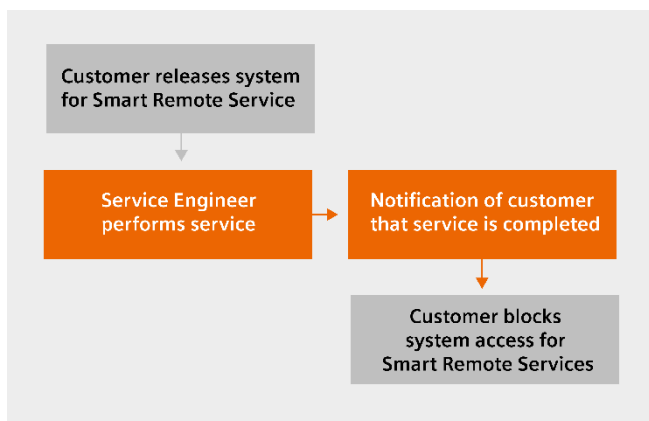 Customer releases system
for Smart Remote Service
Service Engineer
performs service
Notification of customer
that service is completed
Customer blocks
system access for
Smart Remote Services